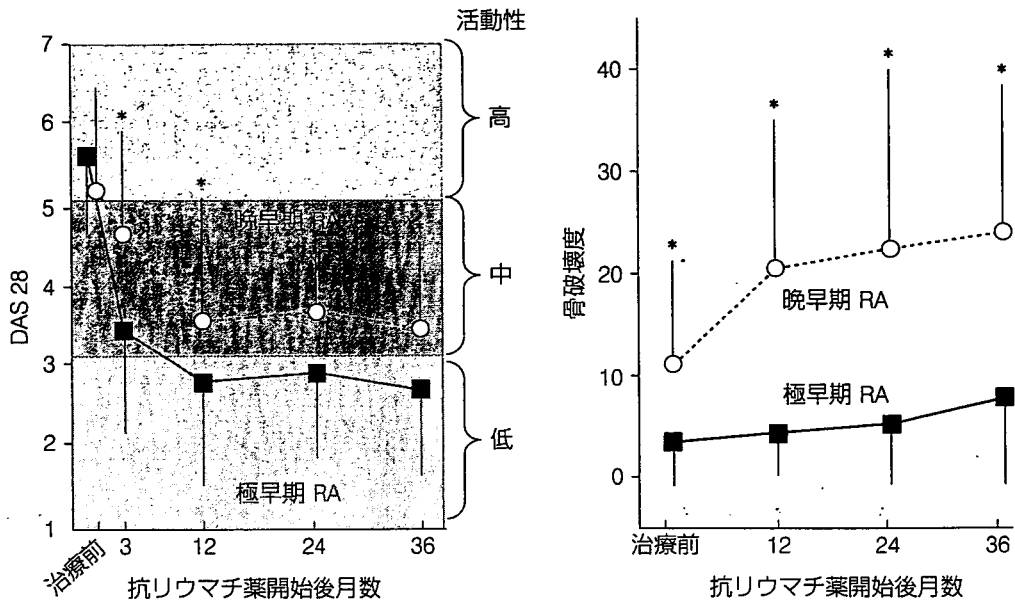 活動性
7
6
5
4
3
2
1
DAS 28
高
中
低
晩早期 RA
極早期 RA
*
*
治療前
3
12
24
36
抗リウマチ薬開始後月数
40
30
20
10
0
骨破壊度
*
*
*
*
晩早期 RA
極早期 RA
治療前
12
24
36
抗リウマチ薬開始後月数